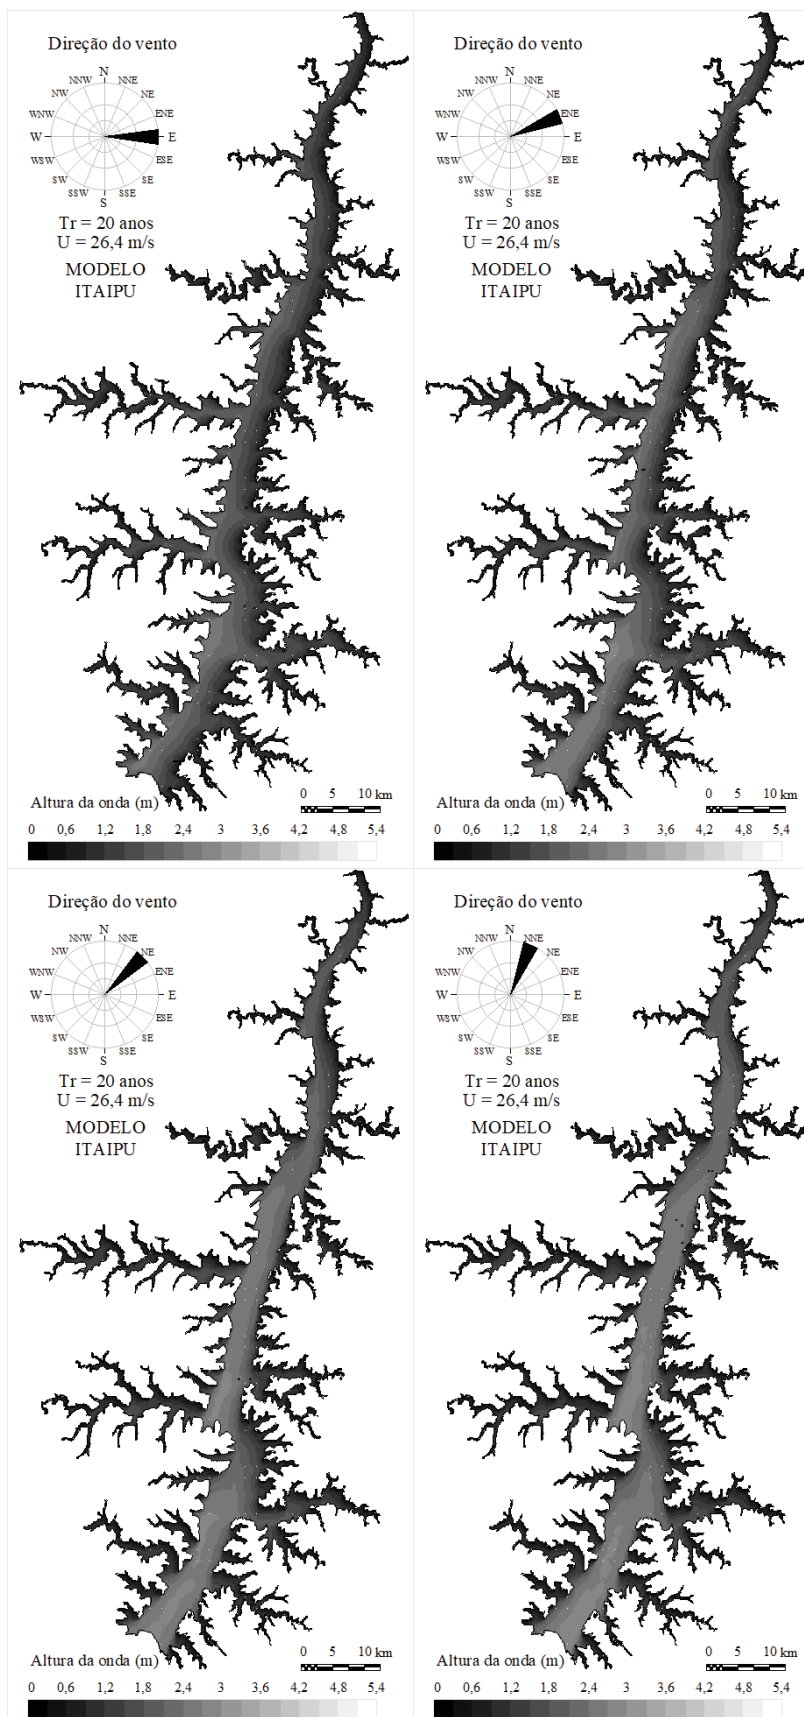 Direção do vento
N
NNW NNE
NW NE
WNW ENE
W E
WSW ESE
SW SE
SSW SSE
S
Tr = 20 anos
U = 26,4 m/s
MODELO
ITAIPU
0 5 10 km
Altura da onda (m)
0 0,6 1,2 1,8 2,4 3 3,6 4,2 4,8 5,4
Direção do vento
N
NNW NNE
NW NE
WNW ENE
W E
WSW ESE
SW SE
SSW SSE
S
Tr = 20 anos
U = 26,4 m/s
MODELO
ITAIPU
0 5 10 km
Altura da onda (m)
0 0,6 1,2 1,8 2,4 3 3,6 4,2 4,8 5,4
Direção do vento
N
NNW NNE
NW NE
WNW ENE
W E
WSW ESE
SW SE
SSW SSE
S
Tr = 20 anos
U = 26,4 m/s
MODELO
ITAIPU
0 5 10 km
Altura da onda (m)
0 0,6 1,2 1,8 2,4 3 3,6 4,2 4,8 5,4
Direção do vento
N
NNW NNE
NW NE
WNW ENE
W E
WSW ESE
SW SE
SSW SSE
S
Tr = 20 anos
U = 26,4 m/s
MODELO
ITAIPU
0 5 10 km
Altura da onda (m)
0 0,6 1,2 1,8 2,4 3 3,6 4,2 4,8 5,4